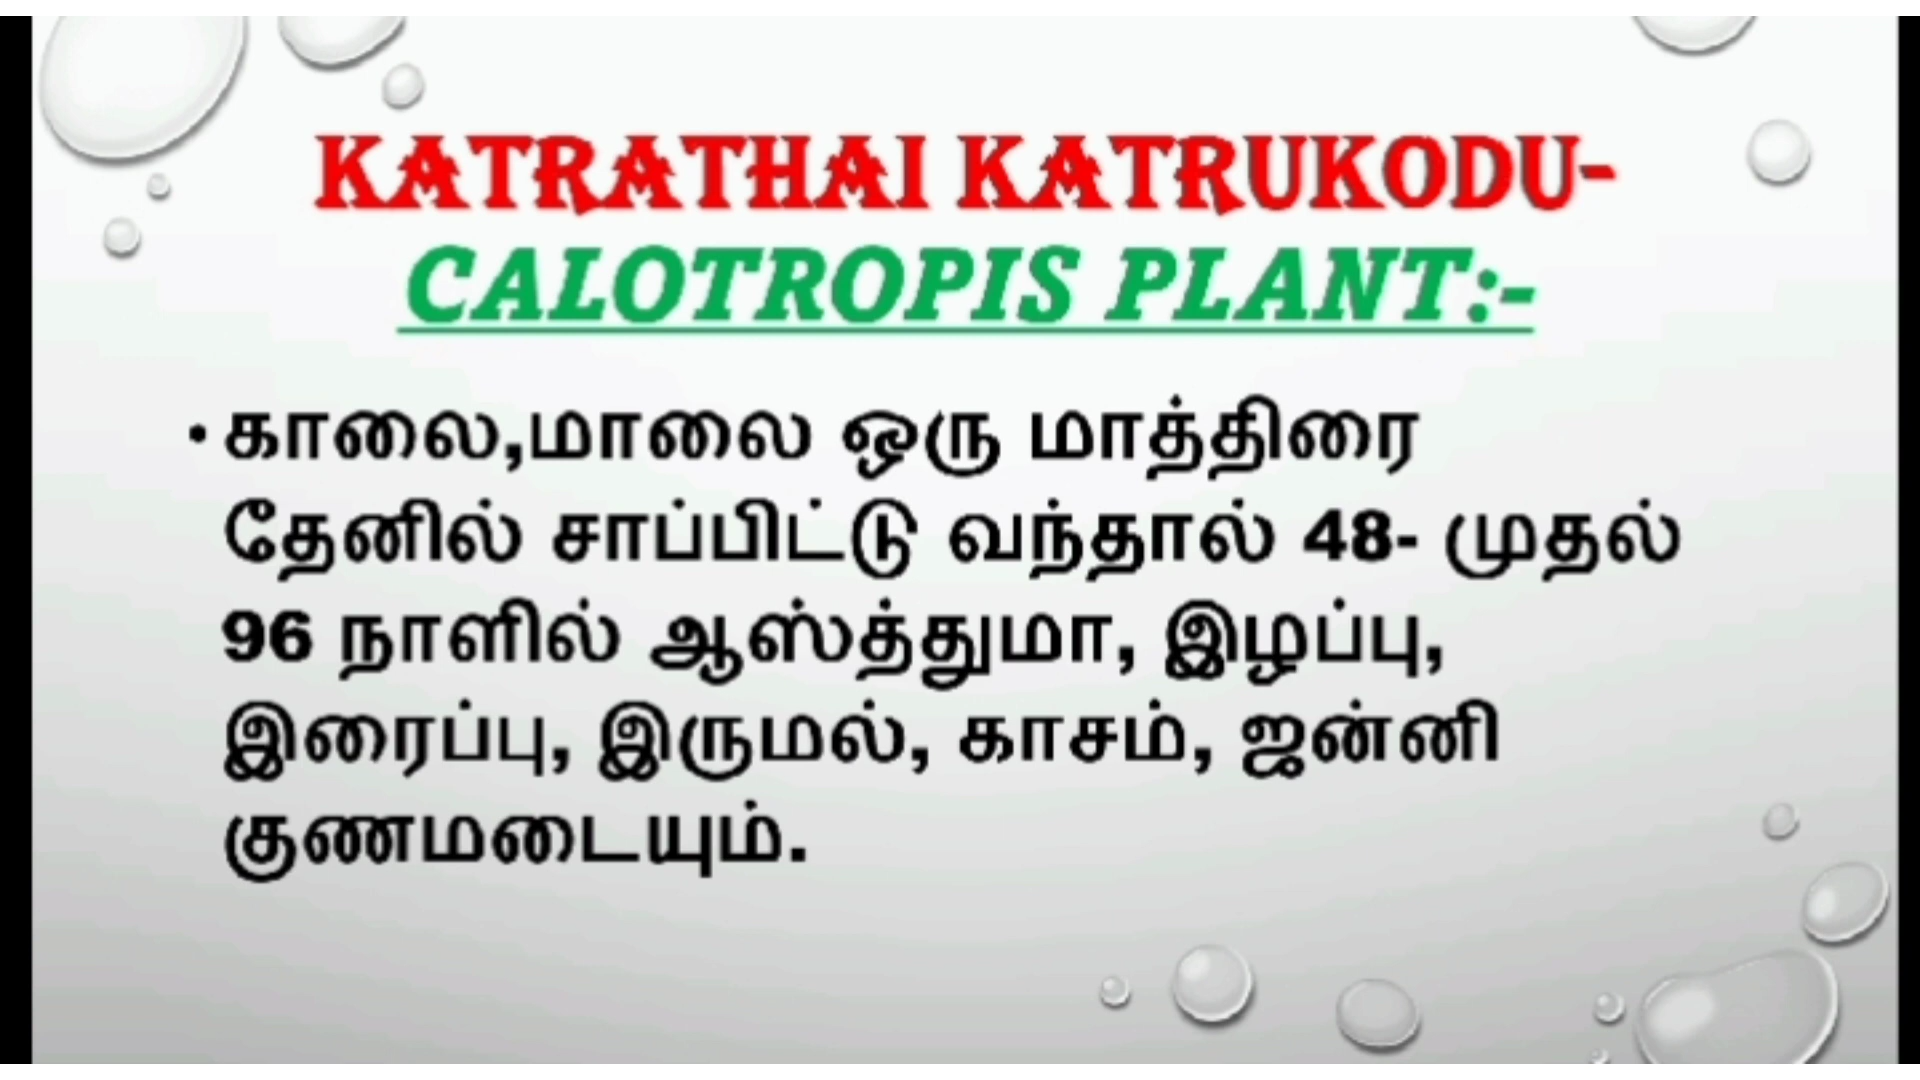 KATRATHAI KATRUKODU-
CALOTROPIS PLANT:-
• காலை,மாலை ஒரு மாத்திரை
தேனில் சாப்பிட்டு வந்தால் 48- முதல்
96 நாளில் ஆஸ்த்துமா, இழப்பு,
இரைப்பு, இருமல், காசம், ஜன்னி
குணமடையும்.